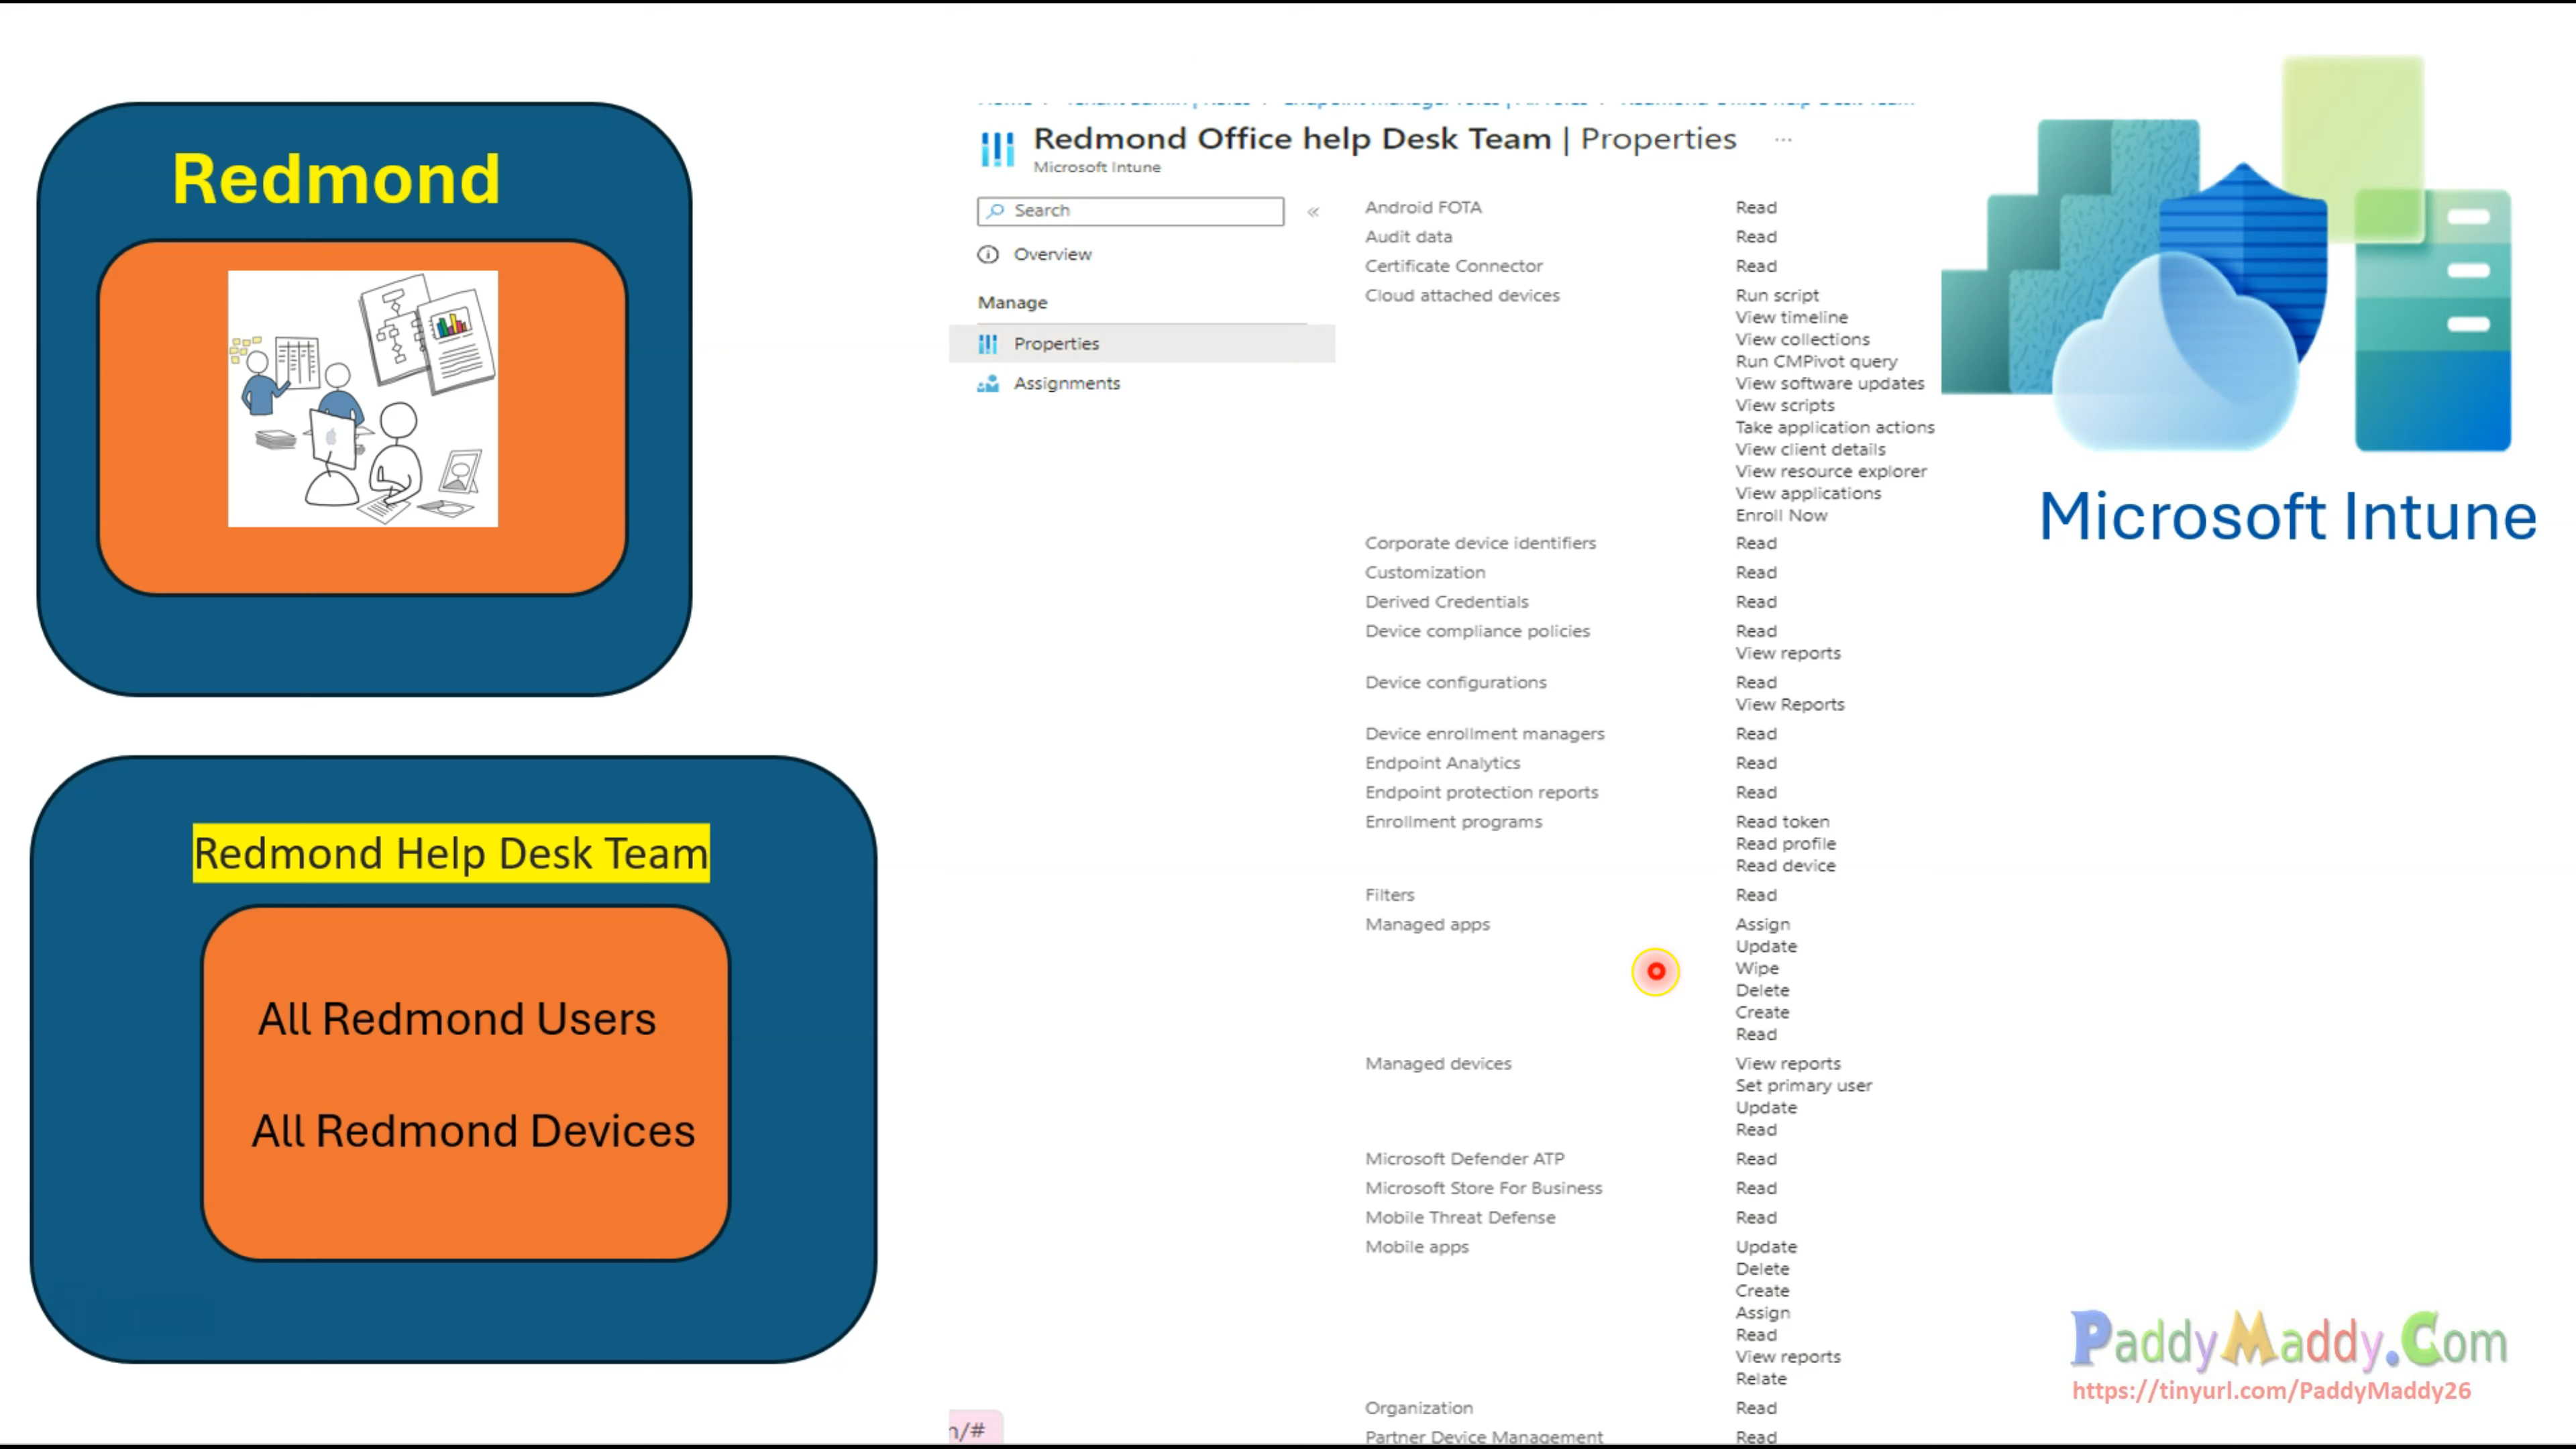 Redmond
Redmond Help Desk Team
All Redmond Users
All Redmond Devices
Redmond Office help Desk Team | Properties ...
Microsoft Intune
Search «
Overview
Manage
Properties
Assignments
Android FOTA Read
Audit data Read
Certificate Connector Read
Cloud attached devices Run script
View timeline
View collections
Run CMPivot query
View software updates
View scripts
Take application actions
View client details
View resource explorer
View applications
Enroll Now
Corporate device identifiers Read
Customization Read
Derived Credentials Read
Device compliance policies Read
View reports
Device configurations Read
View Reports
Device enrollment managers Read
Endpoint Analytics Read
Endpoint protection reports Read
Enrollment programs Read token
Read profile
Read device
Filters Read
Managed apps Assign
Update
Wipe
Delete
Create
Read
Managed devices View reports
Set primary user
Update
Read
Microsoft Defender ATP Read
Microsoft Store For Business Read
Mobile Threat Defense Read
Mobile apps Update
Delete
Create
Assign
Read
View reports
Relate
Organization Read
Partner Device Management Read
n/#
Microsoft Intune
PaddyMaddy.Com
https://tinyurl.com/PaddyMaddy26